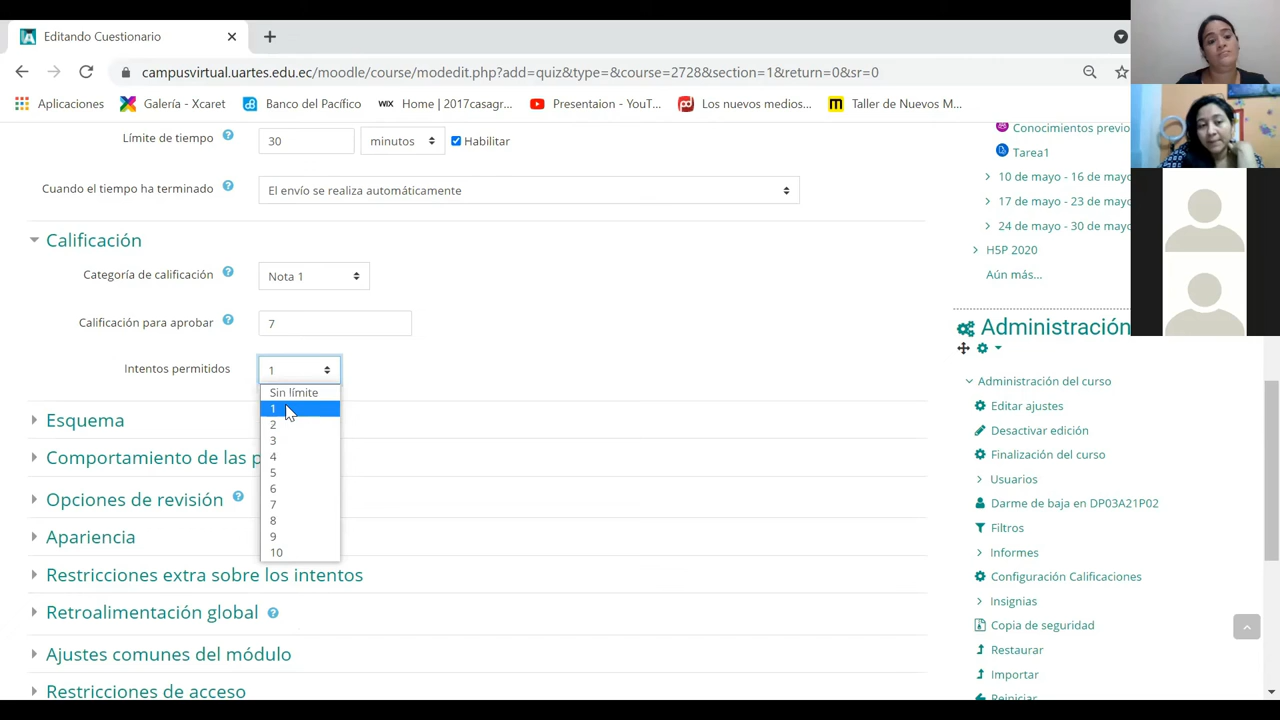 Editando Cuestionario
campusvirtual.uartes.edu.ec/moodle/course/modedit.php?add=quiz&type=&course=2728&section=1&return=0&sr=0
Aplicaciones
Galería - Xcaret
Banco del Pacífico
WIX Home | 2017casagr...
Presentaion - YouT...
Los nuevos medios...
Taller de Nuevos M...
Límite de tiempo
30
minutos
Habilitar
Cuando el tiempo ha terminado
El envío se realiza automáticamente
Calificación
Categoría de calificación
Nota 1
Calificación para aprobar
7
Intentos permitidos
1
Sin límite
1
2
3
4
5
6
7
8
9
10
Esquema
Comportamiento de las p
Opciones de revisión
Apariencia
Restricciones extra sobre los intentos
Retroalimentación global
Ajustes comunes del módulo
Restricciones de acceso
Conocimientos previo
Tarea1
10 de mayo - 16 de mayo
17 de mayo - 23 de mayo
24 de mayo - 30 de mayo
H5P 2020
Aún más...
Administración
Administración del curso
Editar ajustes
Desactivar edición
Finalización del curso
Usuarios
Darme de baja en DP03A21P02
Filtros
Informes
Configuración Calificaciones
Insignias
Copia de seguridad
Restaurar
Importar
Reiniciar